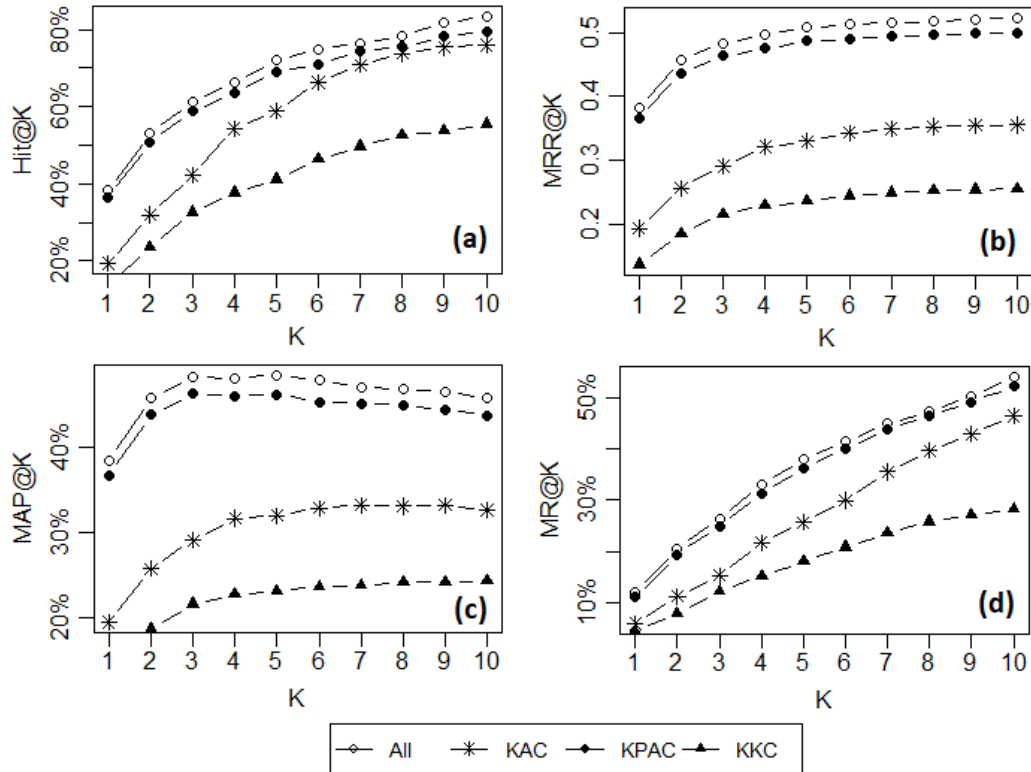 80%
60%
40%
20%
Hit@K
(a)
1 2 3 4 5 6 7 8 9 10
K
0.5
0.4
0.3
0.2
MRR@K
(b)
1 2 3 4 5 6 7 8 9 10
K
40%
30%
20%
MAP@K
(c)
1 2 3 4 5 6 7 8 9 10
K
50%
30%
10%
MR@K
(d)
1 2 3 4 5 6 7 8 9 10
K
All KAC KPAC KKC